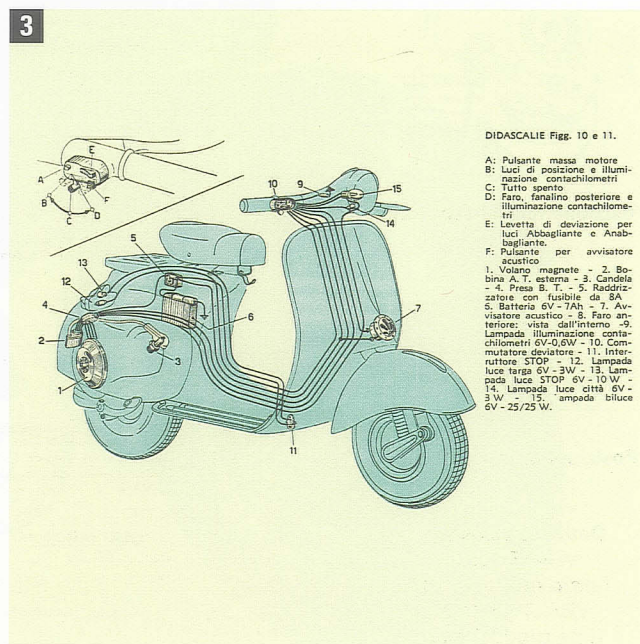 3
DIDASCALIE Figg. 10 e 11.
A: Pulsante massa motore
B: Luci di posizione e illumi-
nazione contachilometri
C: Tutto spento
D: Faro, fanalino posteriore e
illuminazione contachilome-
tri
E: Levetta di deviazione per
luci Abbagliante e Anab-
bagliante.
F: Pulsante per avvisatore
acustico
1. Volano magnete - 2. Bo-
bina A. T. esterna - 3. Candela
- 4. Presa B. T. - 5. Raddriz-
zatore con fusibile da 8A
6. Batteria 6V - 7Ah - 7. Av-
visatore acustico - 8. Faro an-
teriore: vista dall'interno -9.
Lampada illuminazione conta-
chilometri 6V-0,6W - 10. Com-
mutatore deviatore - 11. Inter-
ruttore STOP - 12. Lampada
luce targa 6V - 3W - 13. Lam-
pada luce STOP 6V - 10 W -
14. Lampada luce città 6V -
3 W - 15. ampada biluce
6V - 25/25 W.
E
A
F
B
D
C
10
9
15
14
5
13
12
4
2
6
7
3
1
11